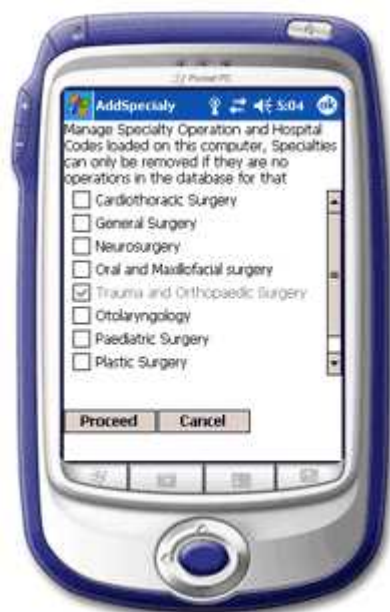 Pocket PC
AddSpecialy 5:04 ok
Manage Specialty Operation and Hospital
Codes loaded on this computer, Specialties
can only be removed if they are no
operations in the database for that
Cardiothoracic Surgery
General Surgery
Neurosurgery
Oral and Maxillofacial surgery
Trauma and Orthopaedic Surgery
Otolaryngology
Paediatric Surgery
Plastic Surgery
Proceed Cancel